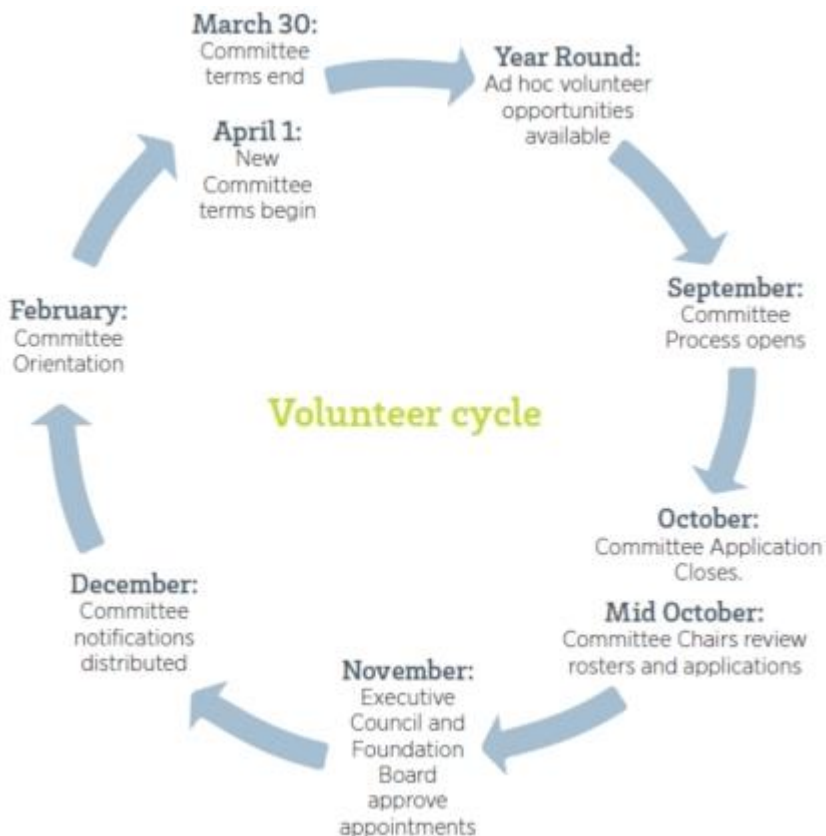 March 30:
Committee
terms end
April 1:
New
Committee
terms begin
Year Round:
Ad hoc volunteer
opportunities
available
September:
Committee
Process opens
October:
Committee Application
Closes.
Mid October:
Committee Chairs review
rosters and applications
November:
Executive
Council and
Foundation
Board
approve
appointments
December:
Committee
notifications
distributed
February:
Committee
Orientation
Volunteer cycle